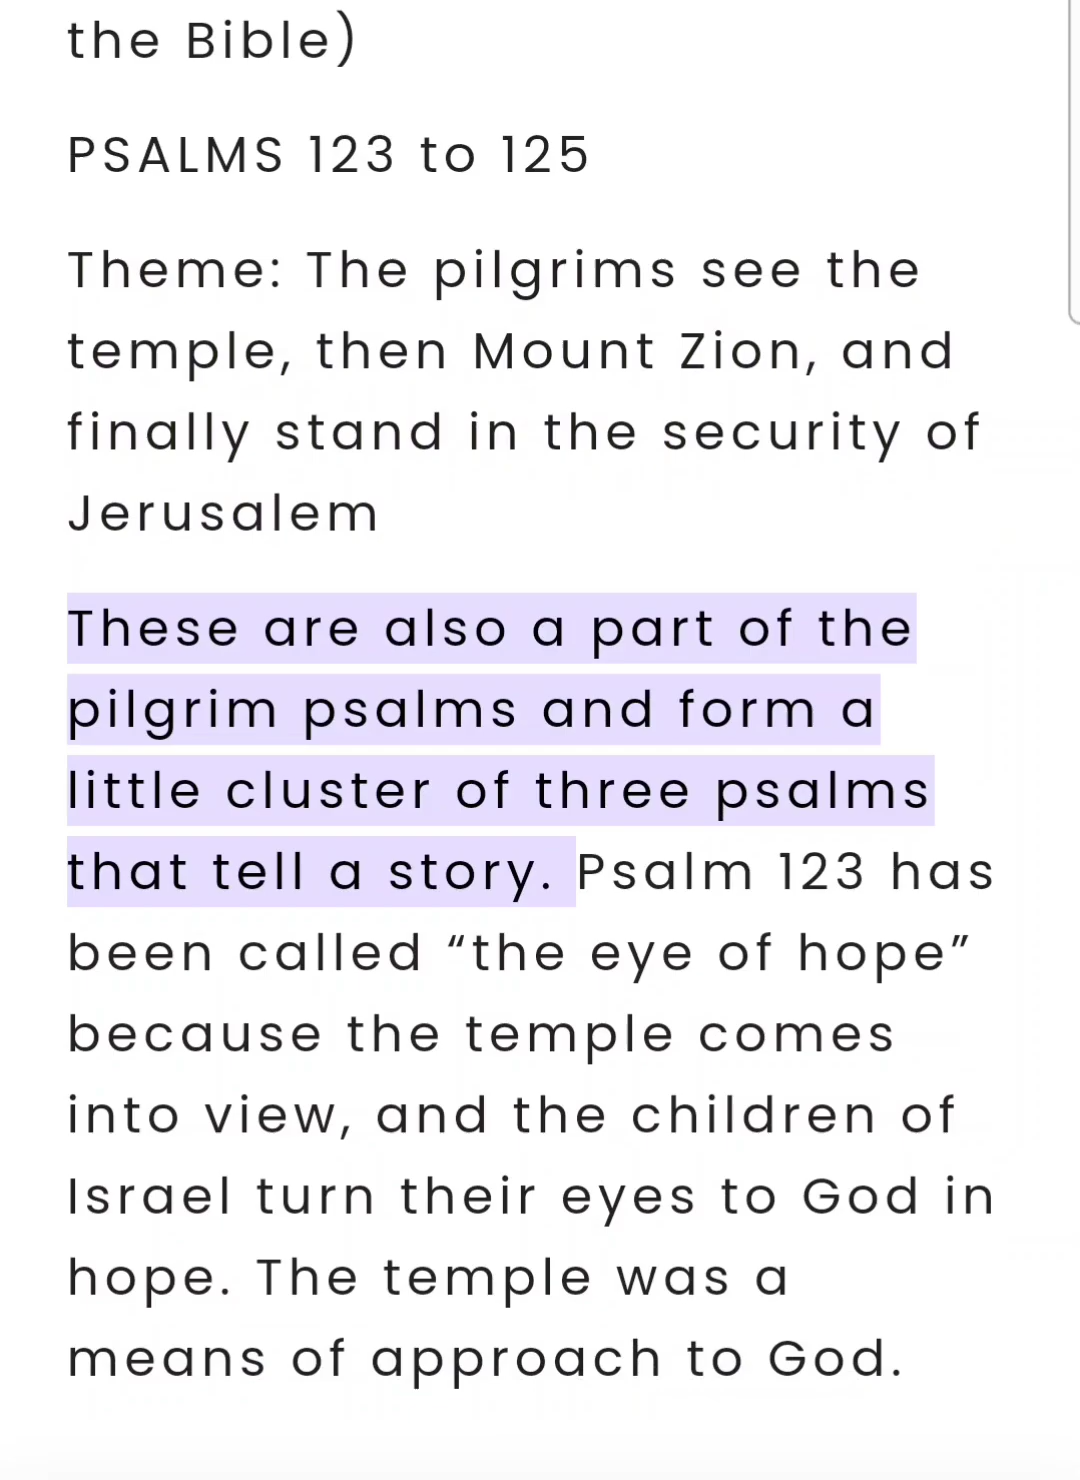 the Bible)
PSALMS 123 to 125
Theme: The pilgrims see the
temple, then Mount Zion, and
finally stand in the security of
Jerusalem
These are also a part of the
pilgrim psalms and form a
little cluster of three psalms
that tell a story. Psalm 123 has
been called “the eye of hope”
because the temple comes
into view, and the children of
Israel turn their eyes to God in
hope. The temple was a
means of approach to God.